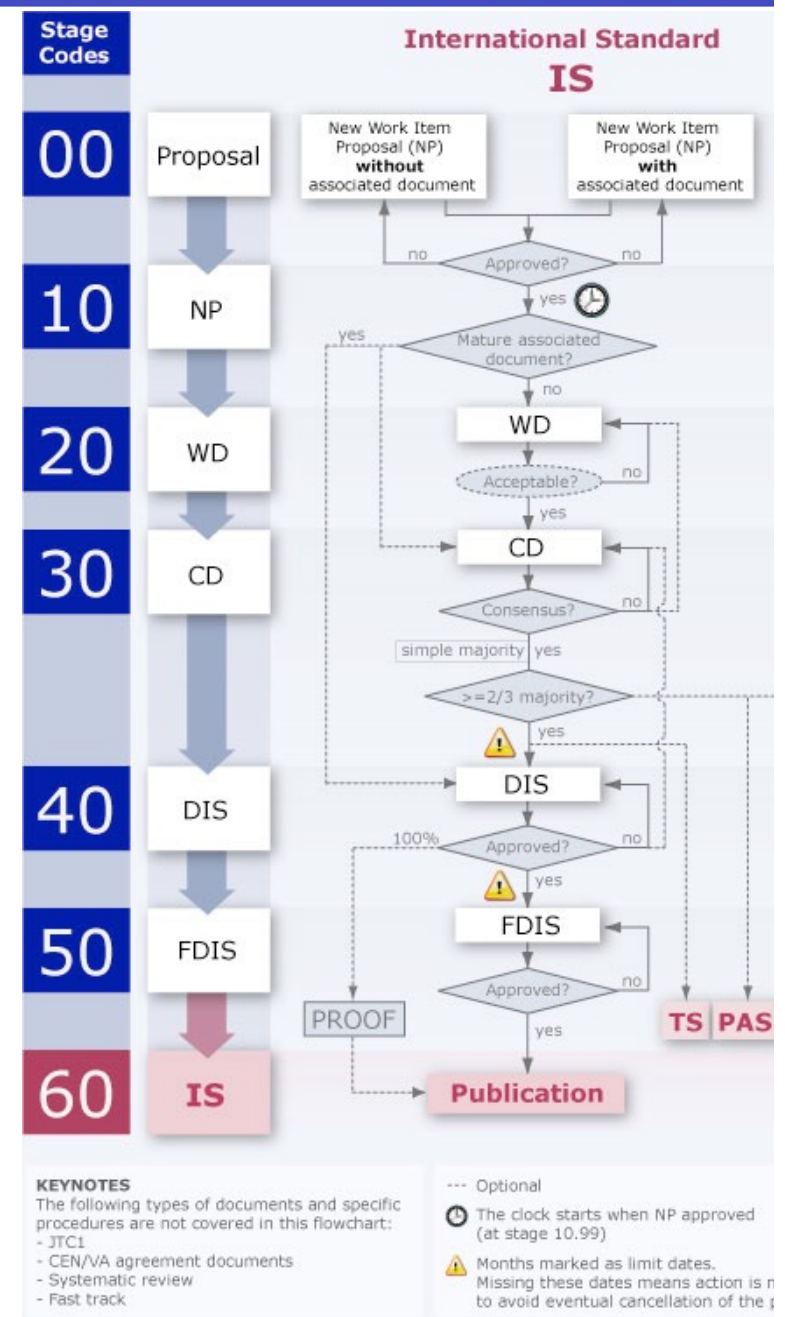 Stage
Codes
International Standard
IS
00
Proposal
New Work Item
Proposal (NP)
without
associated document
New Work Item
Proposal (NP)
with
associated document
no
Approved?
no
10
NP
yes
yes
Mature associated
document?
no
20
WD
WD
Acceptable?
no
yes
30
CD
CD
Consensus?
no
simple majority
yes
>=2/3 majority?
yes
40
DIS
DIS
100%
Approved?
no
yes
50
FDIS
FDIS
Approved?
no
PROOF
yes
TS
PAS
60
IS
Publication
KEYNOTES
The following types of documents and specific
procedures are not covered in this flowchart:
- JTC1
- CEN/VA agreement documents
- Systematic review
- Fast track
--- Optional
The clock starts when NP approved
(at stage 10.99)
Months marked as limit dates.
Missing these dates means action is
to avoid eventual cancellation of the